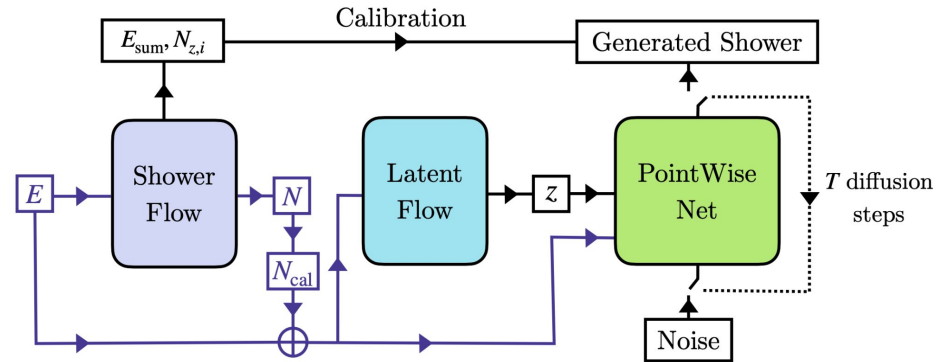 Calibration
E_sum, N_z,i
Generated Shower
Shower
Flow
Latent
Flow
PointWise
Net
T diffusion
steps
E
N
z
N_cal
Noise